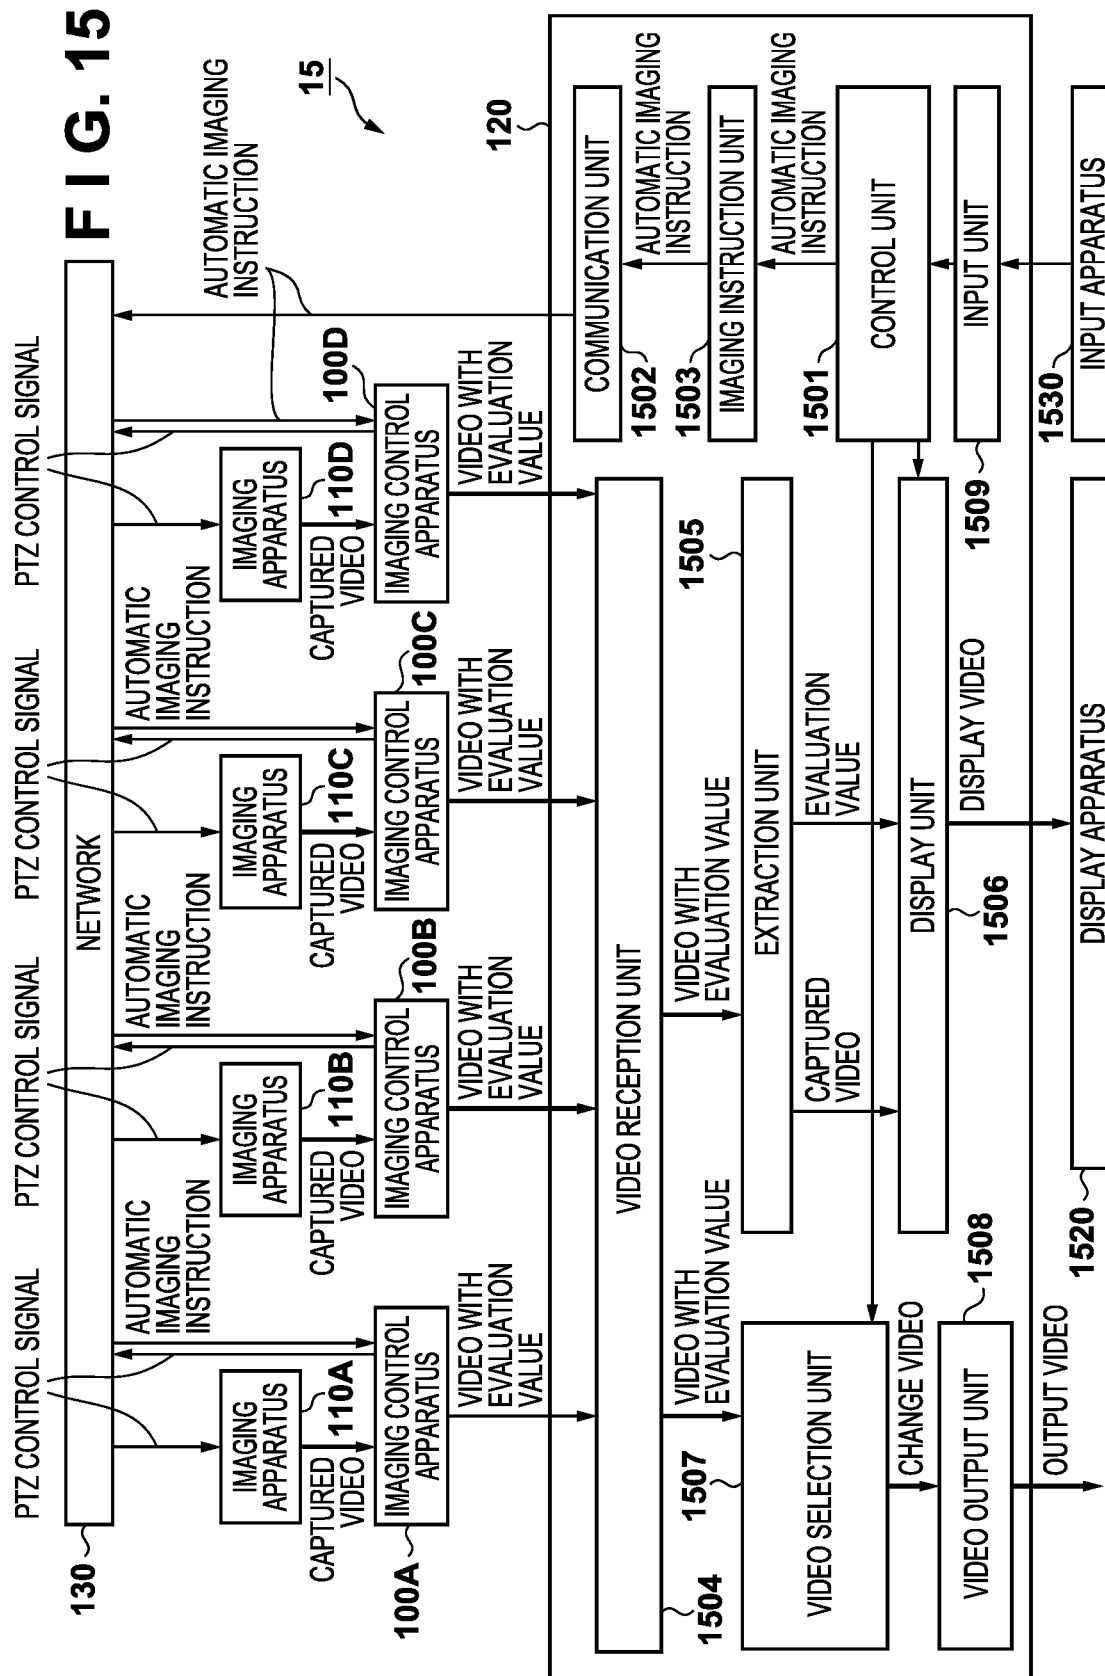 F I G. 15
15
PTZ CONTROL SIGNAL
PTZ CONTROL SIGNAL
PTZ CONTROL SIGNAL
PTZ CONTROL SIGNAL
130
NETWORK
AUTOMATIC
IMAGING
INSTRUCTION
AUTOMATIC
IMAGING
INSTRUCTION
AUTOMATIC
IMAGING
INSTRUCTION
AUTOMATIC IMAGING
INSTRUCTION
IMAGING
APPARATUS
110A
IMAGING
APPARATUS
110B
IMAGING
APPARATUS
110C
IMAGING
APPARATUS
110D
CAPTURED
VIDEO
CAPTURED
VIDEO
CAPTURED
VIDEO
CAPTURED
VIDEO
100A
IMAGING CONTROL
APPARATUS
100B
IMAGING CONTROL
APPARATUS
100C
IMAGING CONTROL
APPARATUS
100D
IMAGING CONTROL
APPARATUS
VIDEO WITH
EVALUATION
VALUE
VIDEO WITH
EVALUATION
VALUE
VIDEO WITH
EVALUATION
VALUE
VIDEO WITH
EVALUATION
VALUE
120
1504
VIDEO RECEPTION UNIT
COMMUNICATION UNIT
1502
AUTOMATIC IMAGING
INSTRUCTION
VIDEO WITH
EVALUATION VALUE
VIDEO WITH
EVALUATION VALUE
1503
IMAGING INSTRUCTION UNIT
AUTOMATIC IMAGING
INSTRUCTION
1507
VIDEO SELECTION UNIT
1505
EXTRACTION UNIT
CAPTURED
VIDEO
EVALUATION
VALUE
1501
CONTROL UNIT
CHANGE VIDEO
DISPLAY UNIT
1506
INPUT UNIT
1509
1508
VIDEO OUTPUT UNIT
DISPLAY VIDEO
OUTPUT VIDEO
1520
DISPLAY APPARATUS
1530
INPUT APPARATUS